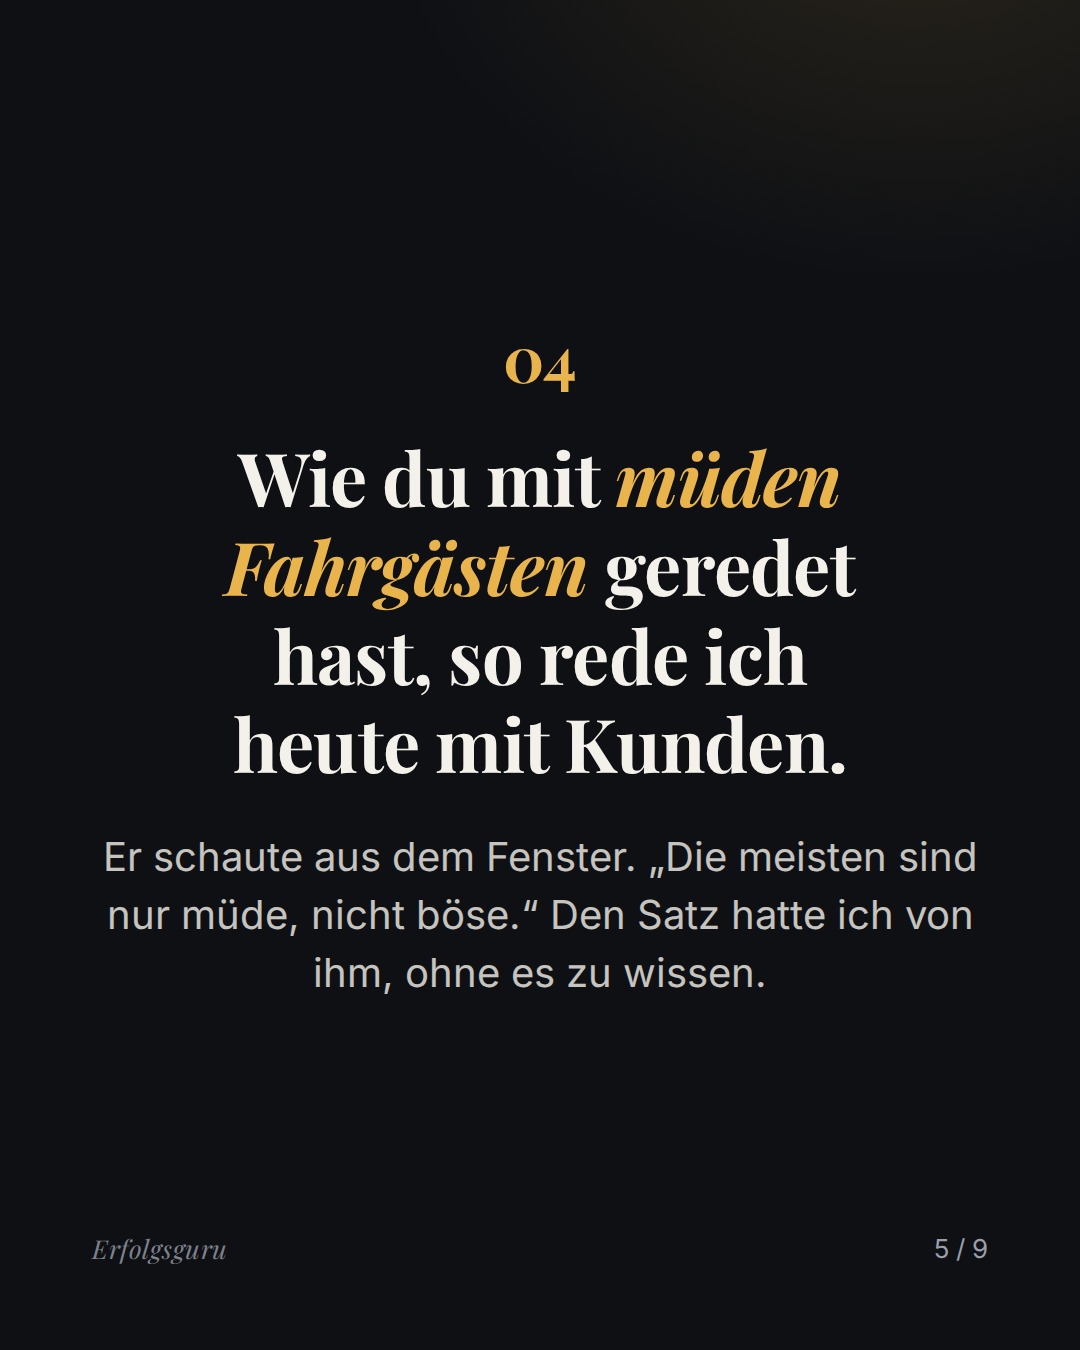 04
Wie du mit müden
Fahrgästen geredet
hast, so rede ich
heute mit Kunden.
Er schaute aus dem Fenster. „Die meisten sind
nur müde, nicht böse.“ Den Satz hatte ich von
ihm, ohne es zu wissen.
Erfolgsguru
5 / 9